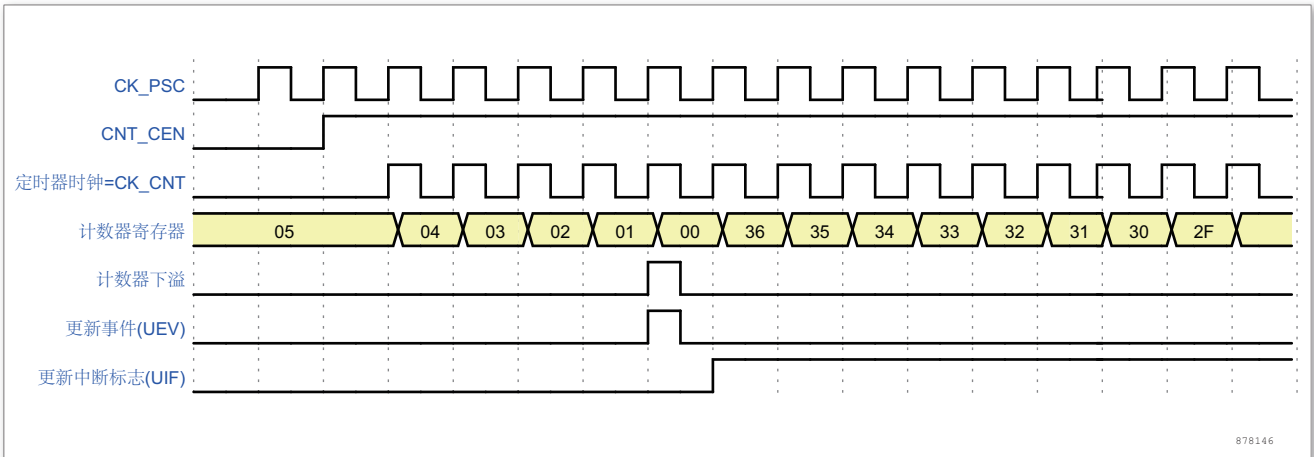 CK_PSC
CNT_CEN
定时器时钟=CK_CNT
计数器寄存器 05 04 03 02 01 00 36 35 34 33 32 31 30 2F
计数器下溢
更新事件(UEV)
更新中断标志(UIF)
878146